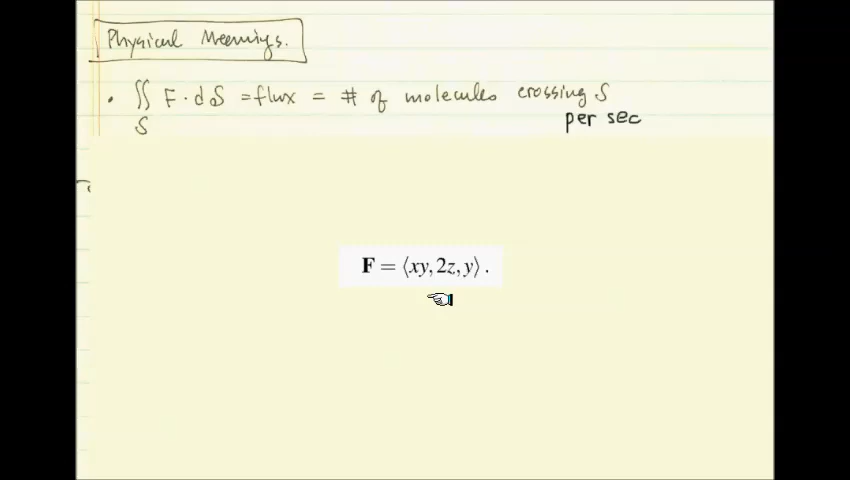 Physical Meanings.
• ∬ F · dS = flux = # of molecules crossing S
S
per sec
F = ⟨xy, 2z, y⟩.